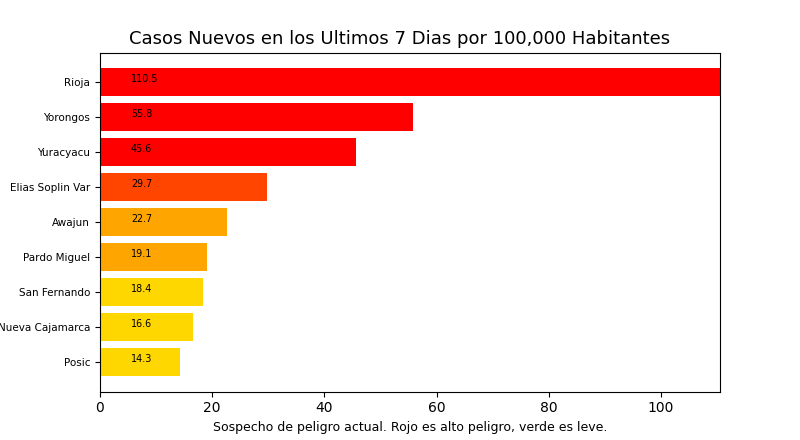 Casos Nuevos en los Ultimos 7 Dias por 100,000 Habitantes
Rioja 110.5
Yorongos 55.8
Yuracyacu 45.6
Elias Soplin Var 29.7
Awajun 22.7
Pardo Miguel 19.1
San Fernando 18.4
Nueva Cajamarca 16.6
Posic 14.3
0 20 40 60 80 100
Sospecho de peligro actual. Rojo es alto peligro, verde es leve.